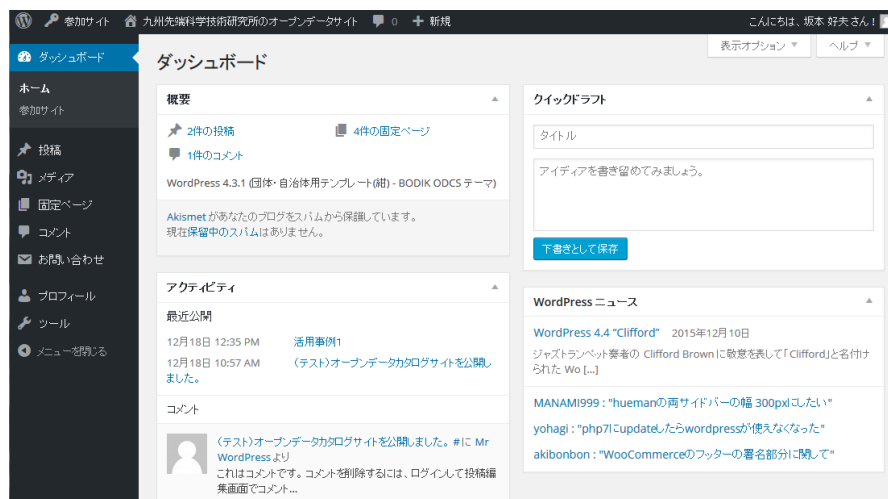 参加サイト 九州先端科学技術研究所のオープンデータサイト 0 新規 こんにちは、坂本 好夫さん!
ダッシュボード
ホーム
参加サイト
投稿
メディア
固定ページ
コメント
お問い合わせ
プロフィール
ツール
メニューを閉じる
表示オプション ヘルプ
ダッシュボード
概要
2件の投稿 4件の固定ページ
1件のコメント
WordPress 4.3.1 (団体・自治体用テンプレート(紺) - BODIK ODCS テーマ)
Akismet があなたのブログをスパムから保護しています。
現在保留中のスパムはありません。
アクティビティ
最近公開
12月18日 12:35 PM 活用事例1
12月18日 10:57 AM (テスト)オープンデータカタログサイトを公開し
ました。
コメント
(テスト)オープンデータカタログサイトを公開しました。 # に Mr
WordPress より
これはコメントです。コメントを削除するには、ログインして投稿編
集画面でコメント...
クイックドラフト
タイトル
アイディアを書き留めてみましょう。
下書きとして保存
WordPress ニュース
WordPress 4.4 “Clifford” 2015年12月10日
ジャズトランペット奏者の Clifford Brown に敬意を表して「Clifford」と名付け
られた Wo [...]
MANAMI999 : "huemanの両サイドバーの幅 300pxにしたい"
yohagi : "php7にupdateしたらwordpressが使えなくなった"
akibonbon : "WooCommerceのフッターの署名部分に関して"